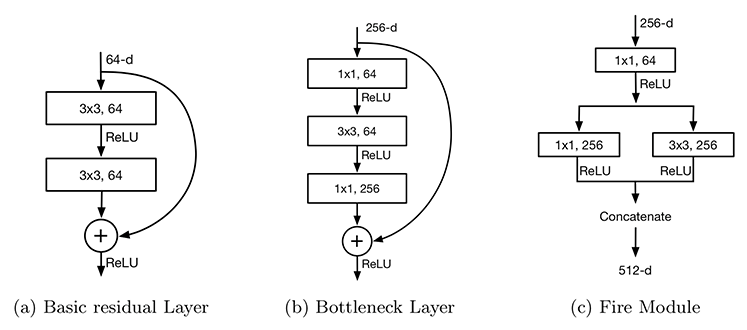 64-d
3x3, 64
ReLU
3x3, 64
+
ReLU
(a) Basic residual Layer
256-d
1x1, 64
ReLU
3x3, 64
ReLU
1x1, 256
+
ReLU
(b) Bottleneck Layer
256-d
1x1, 64
ReLU
1x1, 256 3x3, 256
ReLU ReLU
Concatenate
512-d
(c) Fire Module